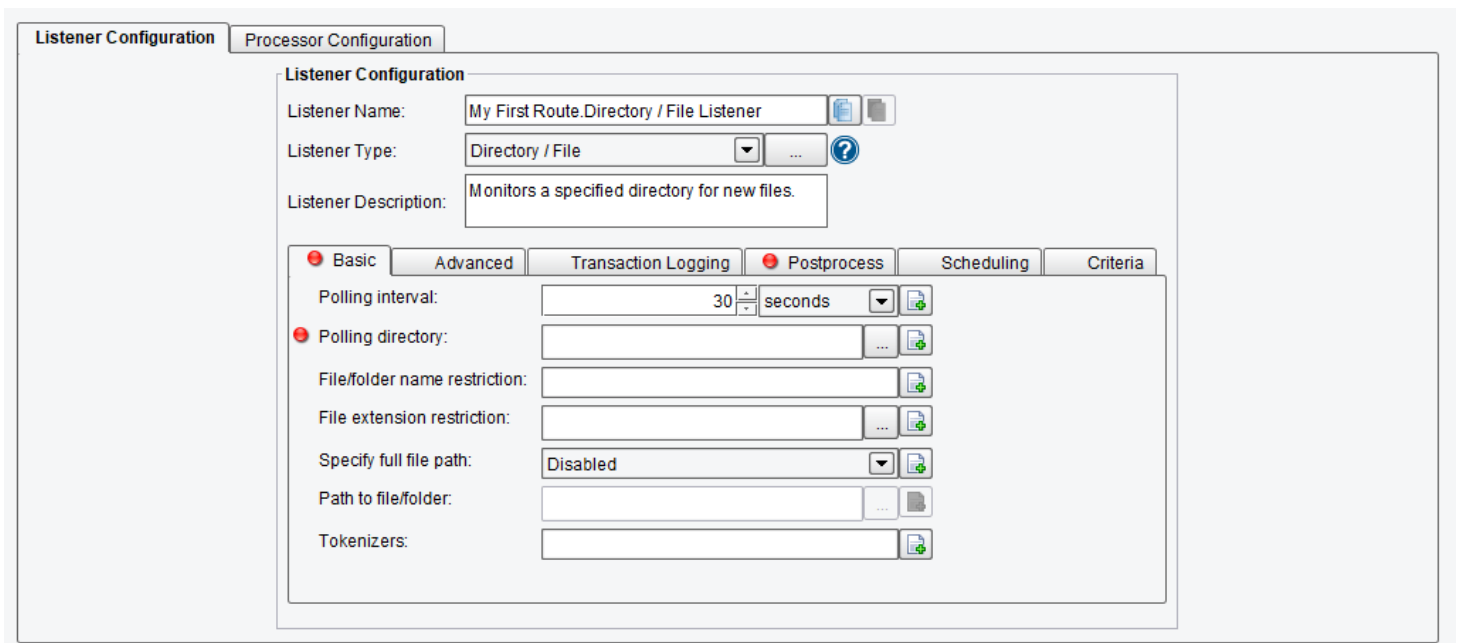 Listener Configuration Processor Configuration
Listener Configuration
Listener Name: My First Route.Directory / File Listener
Listener Type: Directory / File ... ?
Listener Description: Monitors a specified directory for new files.
Basic Advanced Transaction Logging Postprocess Scheduling Criteria
Polling interval: 30 seconds
Polling directory: ...
File/folder name restriction:
File extension restriction: ...
Specify full file path: Disabled
Path to file/folder: ...
Tokenizers: